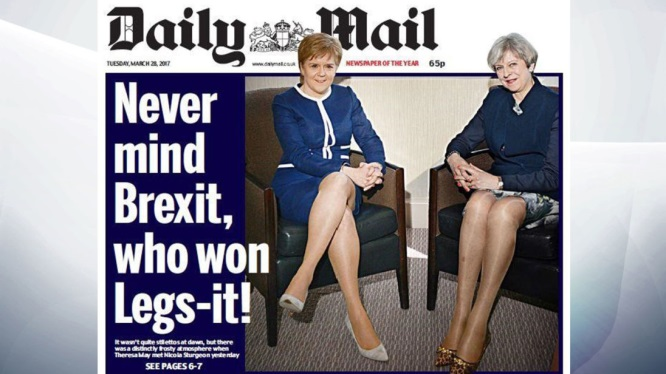 Daily Mail
TUESDAY, MARCH 28, 2017
www.dailymail.co.uk
NEWSPAPER OF THE YEAR
65p
Never
mind
Brexit,
who won
Legs-it!
It wasn't quite stilettos at dawn, but there
was a distinctly frosty atmosphere when
Theresa May met Nicola Sturgeon yesterday
SEE PAGES 6-7